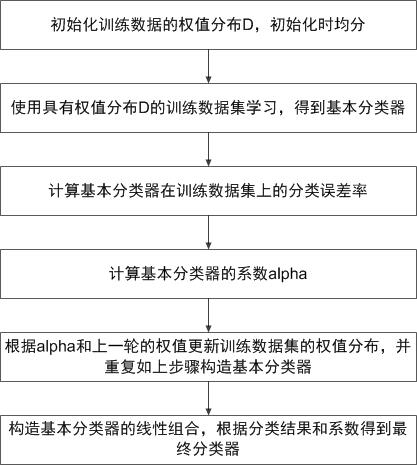 初始化训练数据的权值分布D，初始化时均分
使用具有权值分布D的训练数据集学习，得到基本分类器
计算基本分类器在训练数据集上的分类误差率
计算基本分类器的系数alpha
根据alpha和上一轮的权值更新训练数据集的权值分布，并
重复如上步骤构造基本分类器
构造基本分类器的线性组合，根据分类结果和系数得到最
终分类器